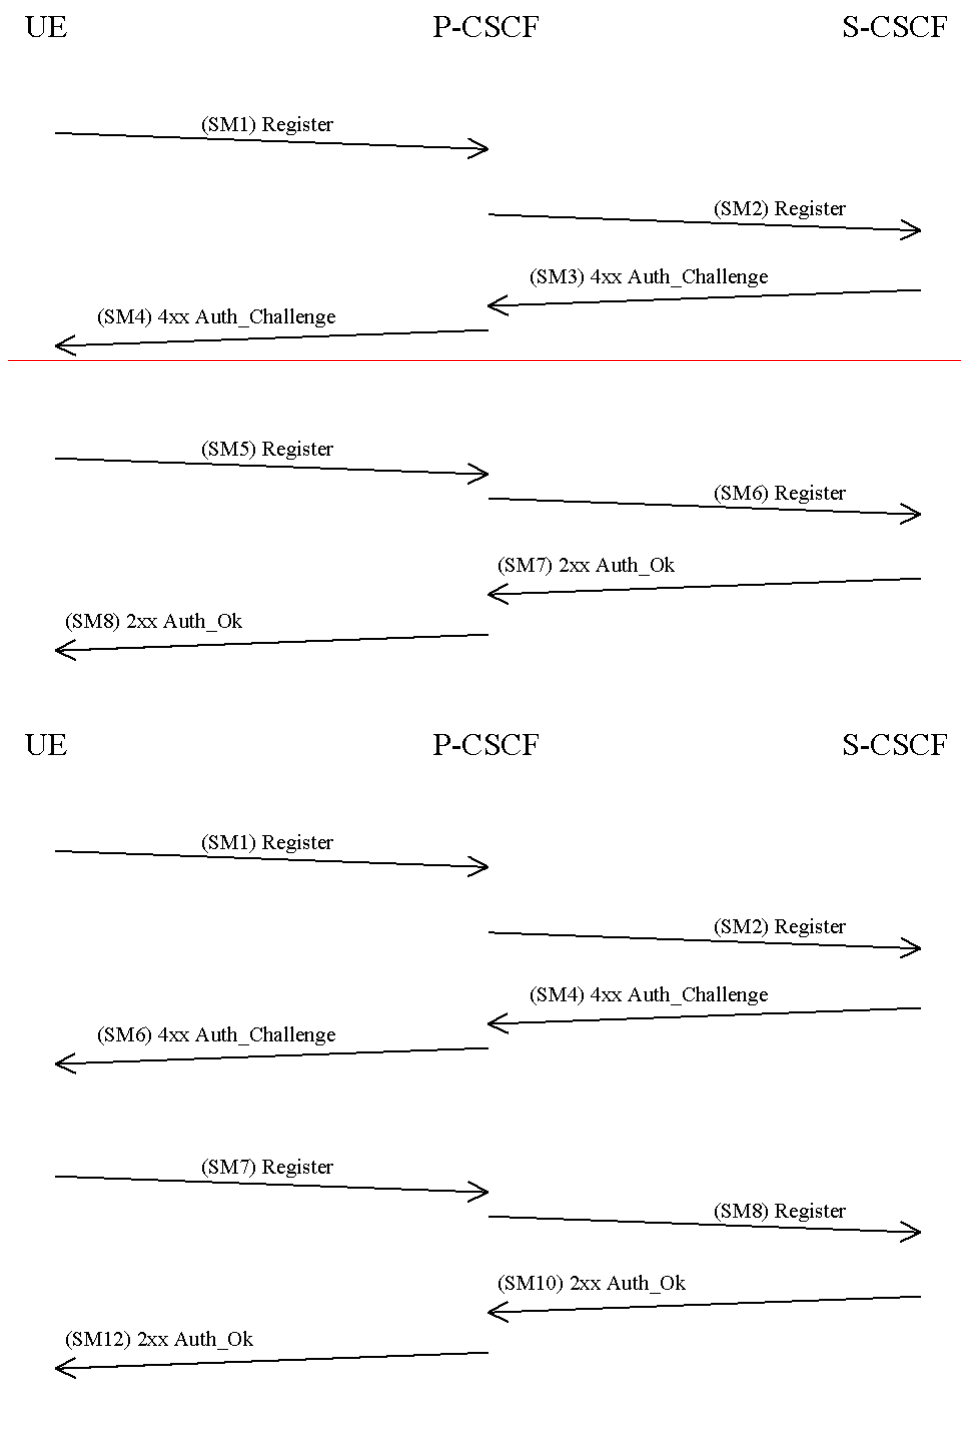 UE P-CSCF S-CSCF
(SM1) Register
(SM2) Register
(SM3) 4xx Auth_Challenge
(SM4) 4xx Auth_Challenge
(SM5) Register
(SM6) Register
(SM7) 2xx Auth_Ok
(SM8) 2xx Auth_Ok
UE P-CSCF S-CSCF
(SM1) Register
(SM2) Register
(SM4) 4xx Auth_Challenge
(SM6) 4xx Auth_Challenge
(SM7) Register
(SM8) Register
(SM10) 2xx Auth_Ok
(SM12) 2xx Auth_Ok